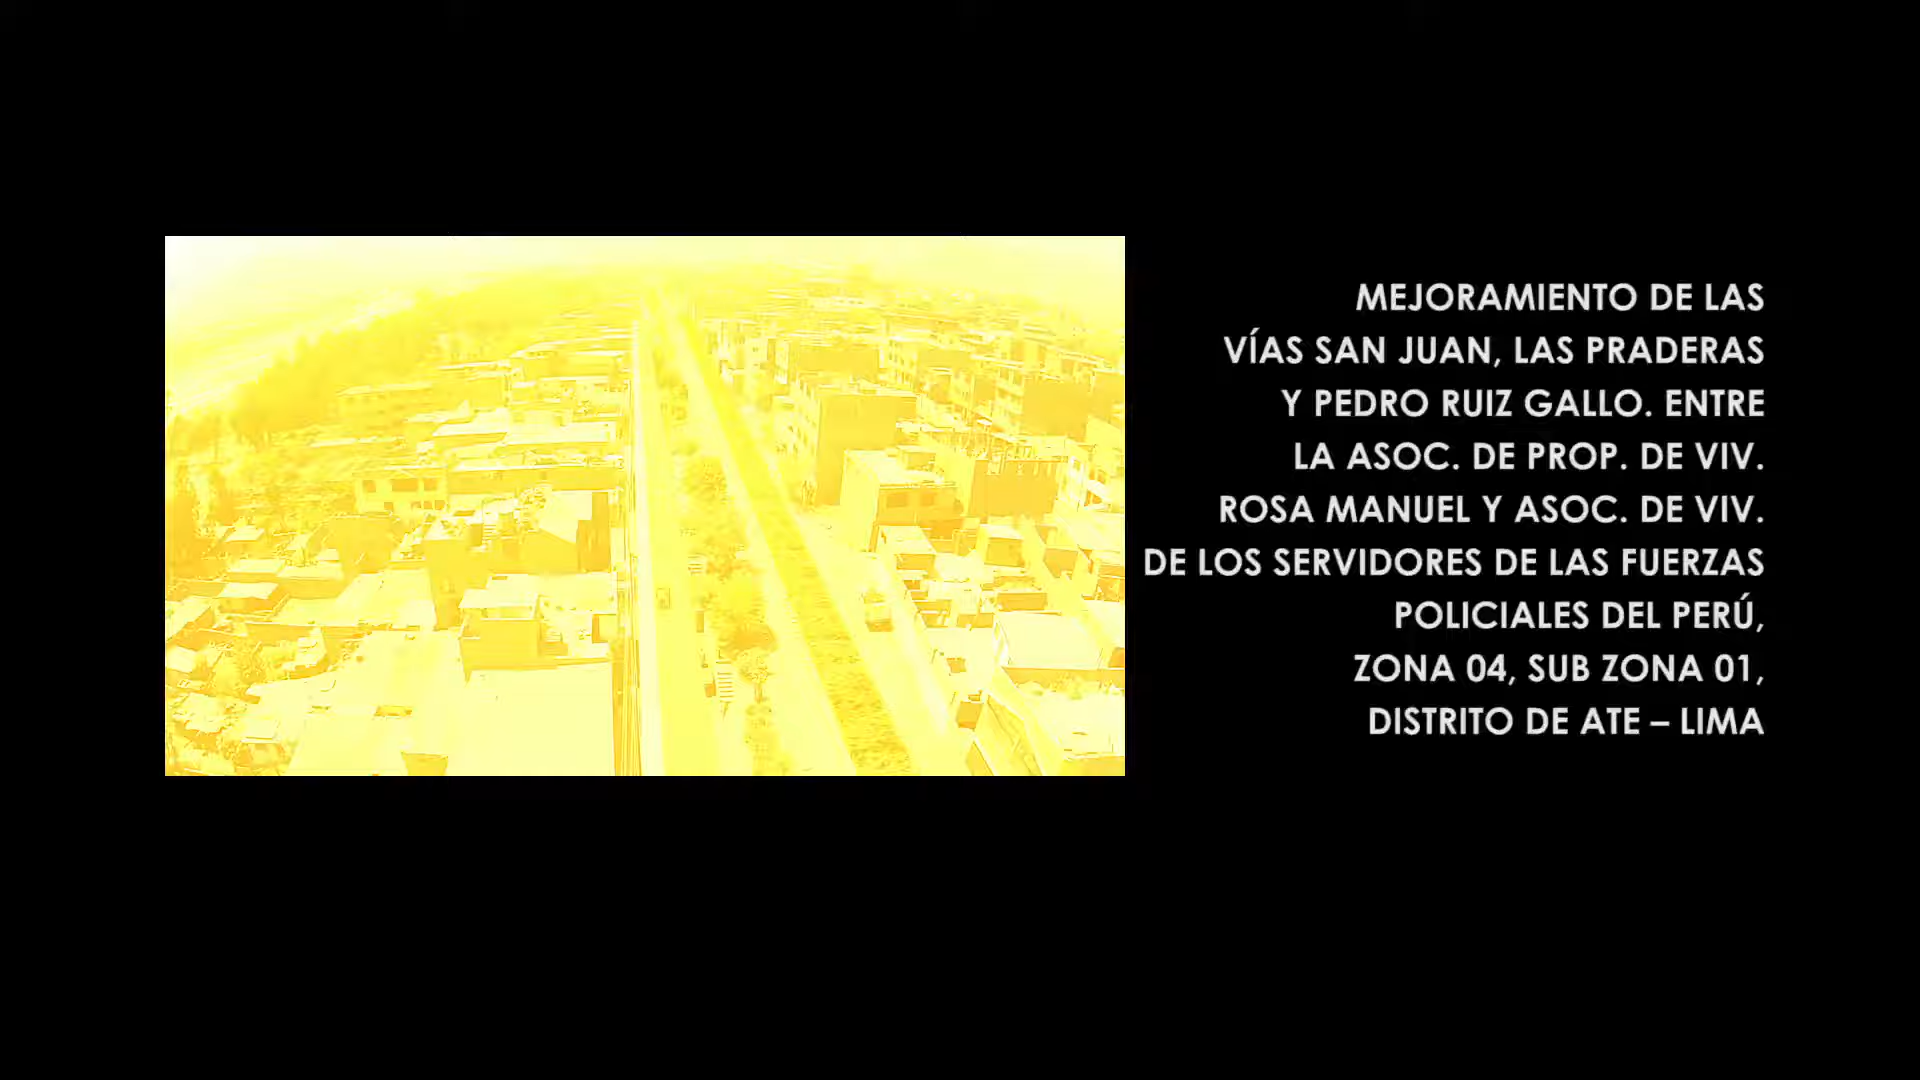 MEJORAMIENTO DE LAS
VÍAS SAN JUAN, LAS PRADERAS
Y PEDRO RUIZ GALLO. ENTRE
LA ASOC. DE PROP. DE VIV.
ROSA MANUEL Y ASOC. DE VIV.
DE LOS SERVIDORES DE LAS FUERZAS
POLICIALES DEL PERÚ,
ZONA 04, SUB ZONA 01,
DISTRITO DE ATE – LIMA